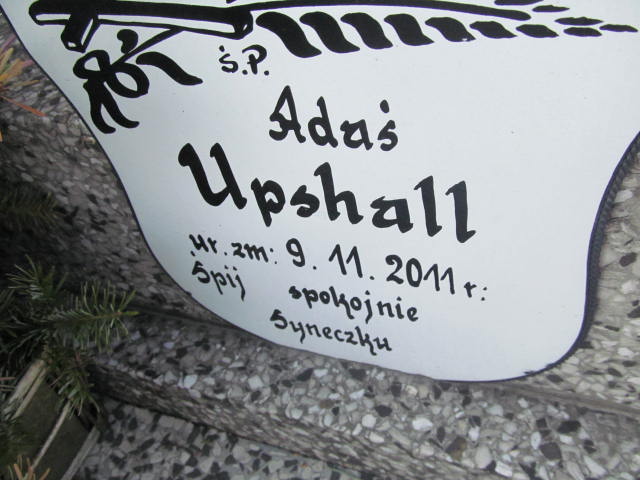 Ś.P.
Adaś
Upshall
ur. zm: 9. 11. 2011 r:
Śpij spokojnie
Syneczku